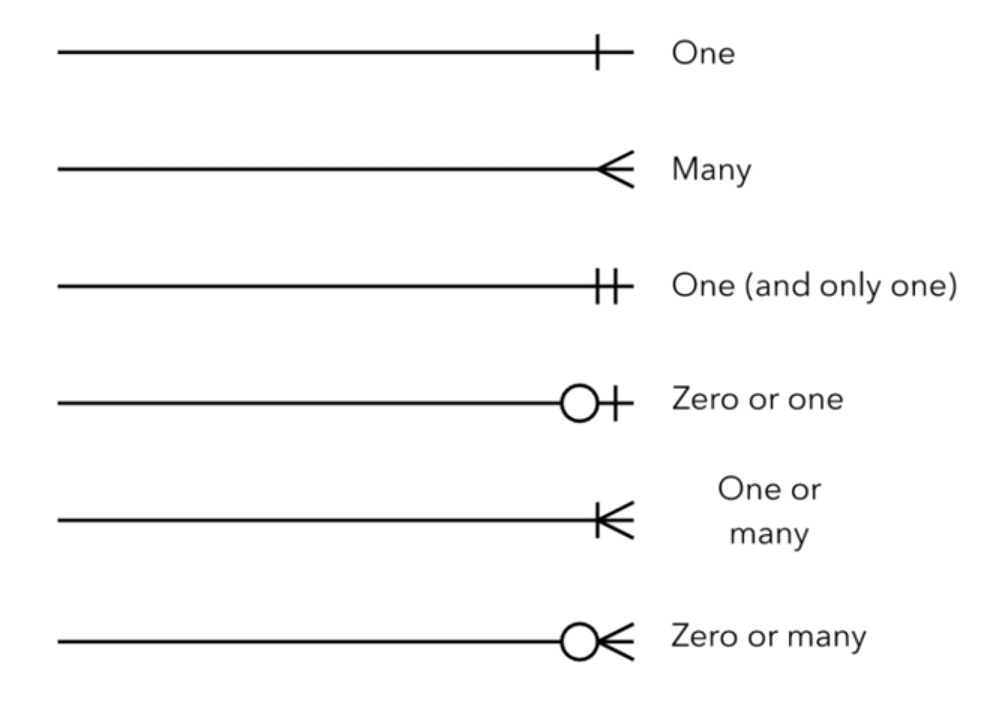 One
Many
One (and only one)
Zero or one
One or
many
Zero or many